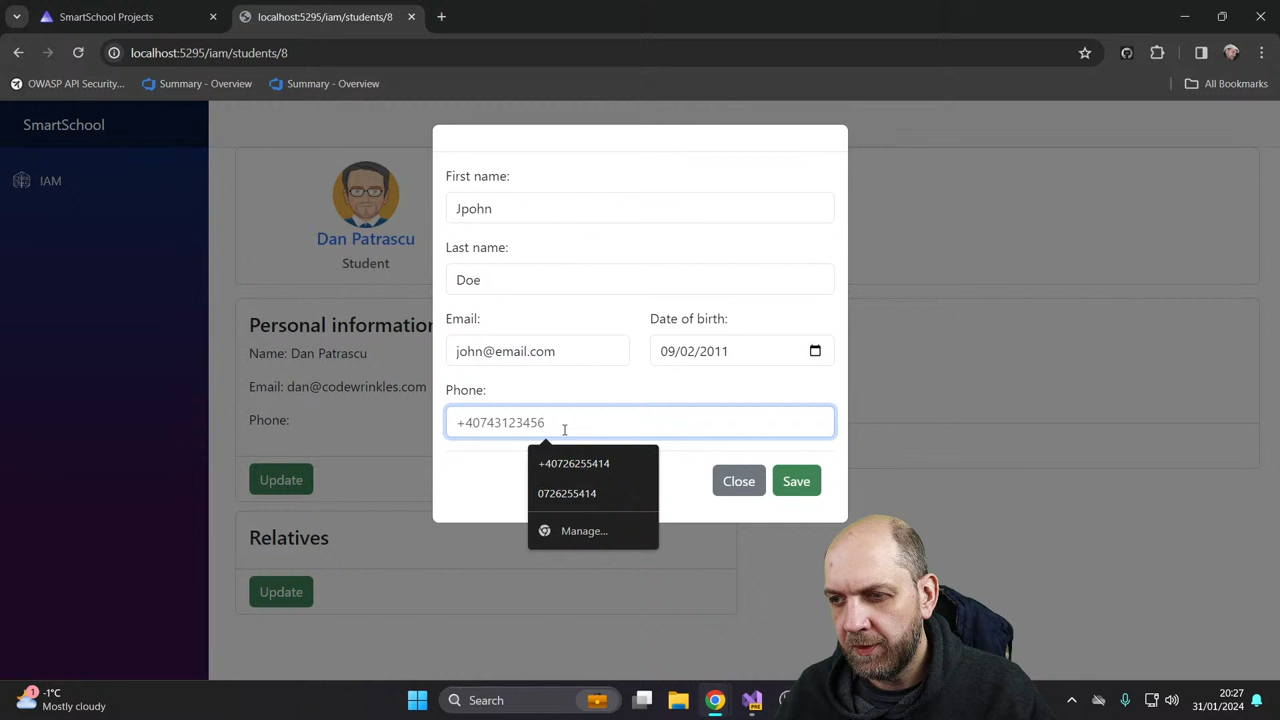 SmartSchool Projects
localhost:5295/iam/students/8
localhost:5295/iam/students/8
OWASP API Security...
Summary - Overview
Summary - Overview
All Bookmarks
SmartSchool
IAM
Dan Patrascu
Student
Personal information
Name: Dan Patrascu
Email: dan@codewrinkles.com
Phone:
Update
Relatives
Update
First name:
Jpohn
Last name:
Doe
Email:
Date of birth:
john@email.com
09/02/2011
Phone:
+40743123456
+40726255414
0726255414
Manage...
Close
Save
1
-1°C
Mostly cloudy
Search
PRE
20:27
31/01/2024